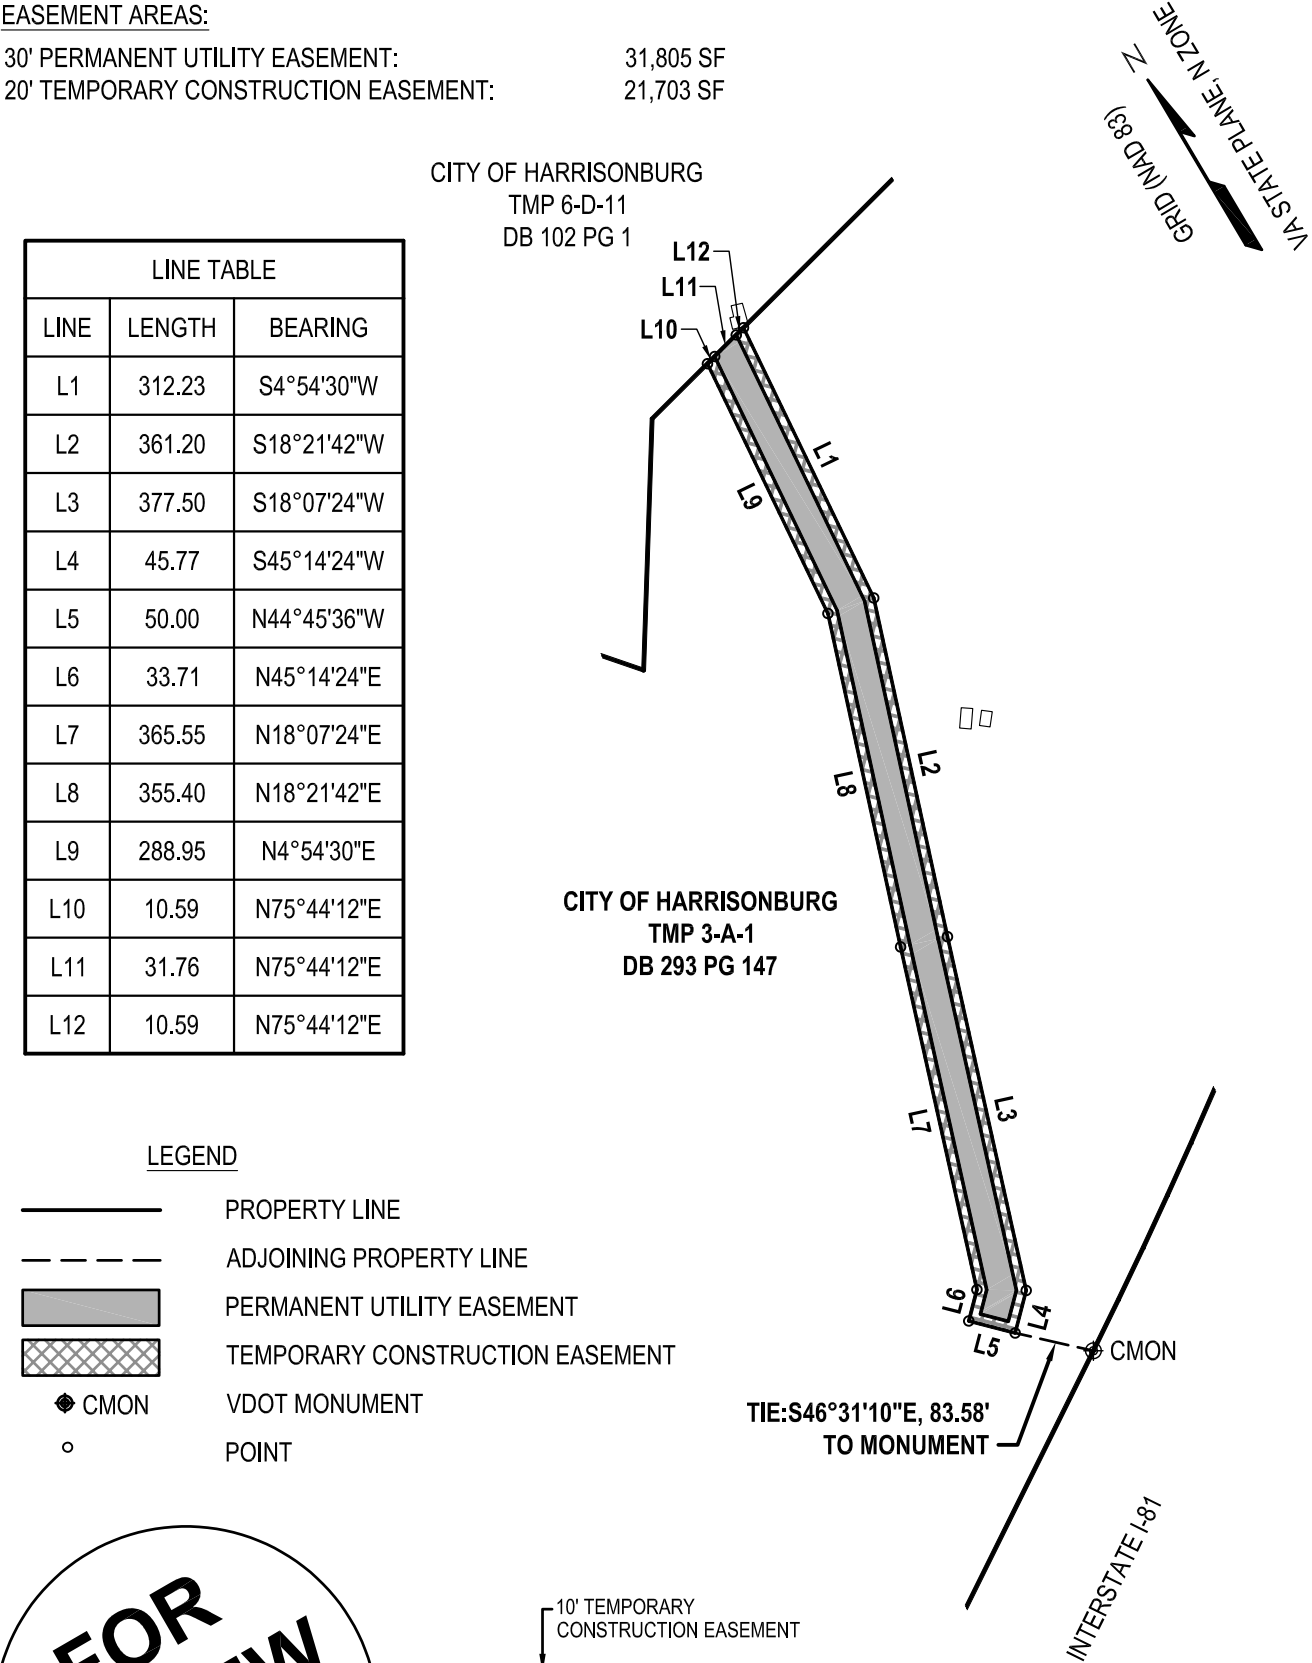 EASEMENT AREAS:
30' PERMANENT UTILITY EASEMENT: 31,805 SF
20' TEMPORARY CONSTRUCTION EASEMENT: 21,703 SF
VA STATE PLANE, N ZONE
GRID (NAD 83)
N
CITY OF HARRISONBURG
TMP 6-D-11
DB 102 PG 1
LINE TABLE
LINE LENGTH BEARING
L1 312.23 S4°54'30"W
L2 361.20 S18°21'42"W
L3 377.50 S18°07'24"W
L4 45.77 S45°14'24"W
L5 50.00 N44°45'36"W
L6 33.71 N45°14'24"E
L7 365.55 N18°07'24"E
L8 355.40 N18°21'42"E
L9 288.95 N4°54'30"E
L10 10.59 N75°44'12"E
L11 31.76 N75°44'12"E
L12 10.59 N75°44'12"E
L12
L11
L10
L1
L9
L2
L8
CITY OF HARRISONBURG
TMP 3-A-1
DB 293 PG 147
L3
L7
L6
L4
L5
CMON
TIE:S46°31'10"E, 83.58'
TO MONUMENT
INTERSTATE I-81
LEGEND
PROPERTY LINE
ADJOINING PROPERTY LINE
PERMANENT UTILITY EASEMENT
TEMPORARY CONSTRUCTION EASEMENT
CMON VDOT MONUMENT
POINT
FOR
10' TEMPORARY
CONSTRUCTION EASEMENT